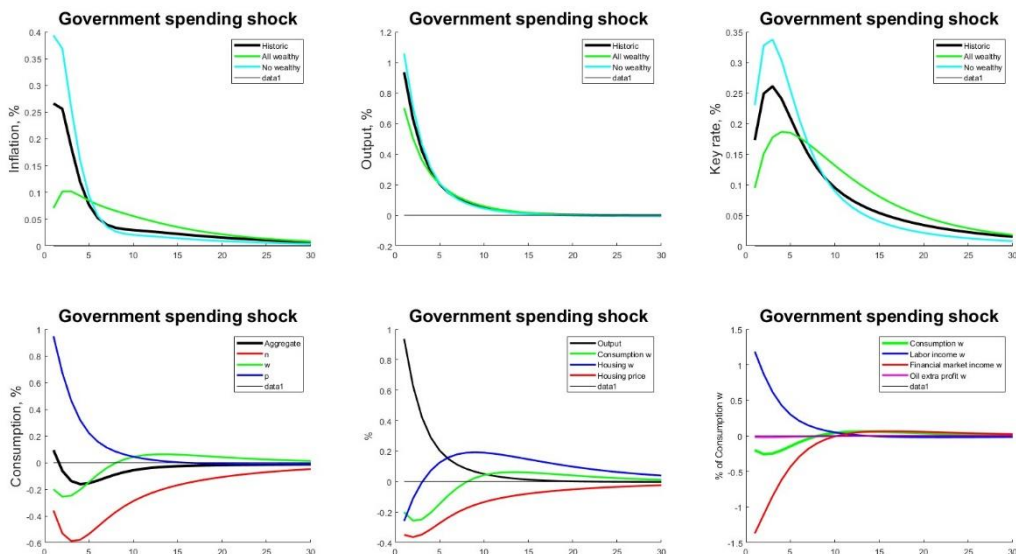 Government spending shock
Inflation, %
0.4
0.35
0.3
0.25
0.2
0.15
0.1
0.05
0
0 5 10 15 20 25 30
Historic
All wealthy
No wealthy
data1
Government spending shock
Output, %
1.2
1
0.8
0.6
0.4
0.2
0
-0.2
0 5 10 15 20 25 30
Historic
All wealthy
No wealthy
data1
Government spending shock
Key rate, %
0.35
0.3
0.25
0.2
0.15
0.1
0.05
0
0 5 10 15 20 25 30
Historic
All wealthy
No wealthy
data1
Government spending shock
Consumption, %
1
0.8
0.6
0.4
0.2
0
-0.2
-0.4
-0.6
0 5 10 15 20 25 30
Aggregate
n
w
p
data1
Government spending shock
%
1
0.8
0.6
0.4
0.2
0
-0.2
-0.4
0 5 10 15 20 25 30
Output
Consumption w
Housing w
Housing price
data1
Government spending shock
% of Consumption w
1.5
1
0.5
0
-0.5
-1
-1.5
0 5 10 15 20 25 30
Consumption w
Labor income w
Financial market income w
Oil extra profit w
data1